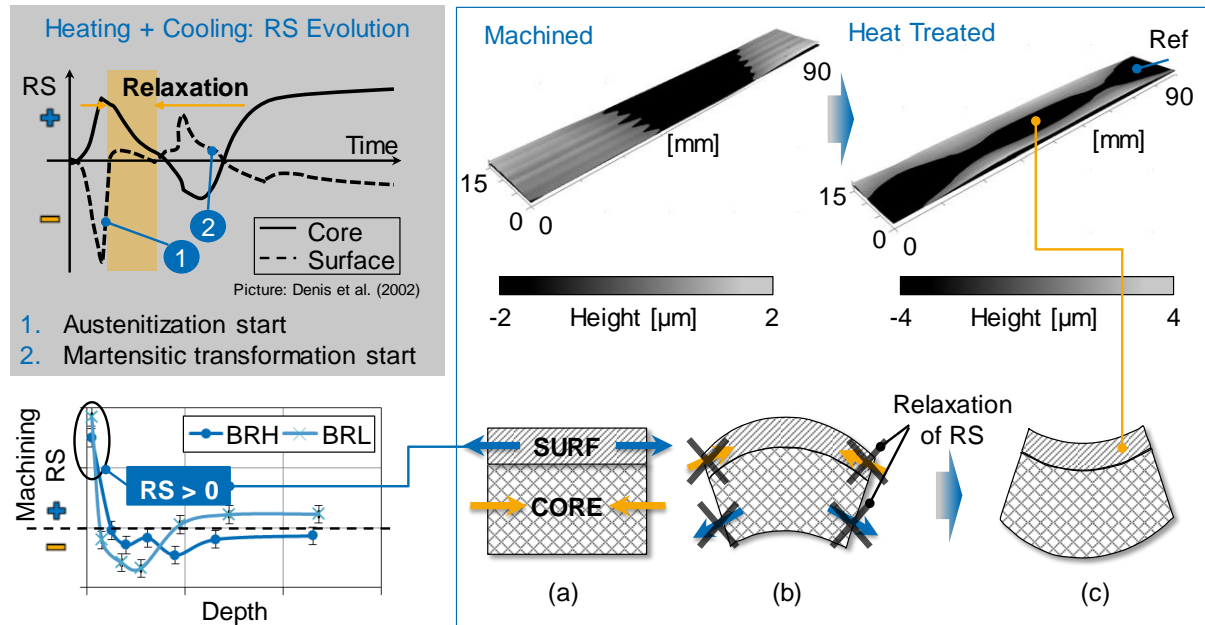 Heating + Cooling: RS Evolution
RS
Relaxation
+
Time
−
1
2
Core
Surface
Picture: Denis et al. (2002)
1. Austenitization start
2. Martensitic transformation start
Machining
RS
+
−
BRH
BRL
RS > 0
Depth
Machined
90
[mm]
15
0
0
-2
Height [µm]
2
Heat Treated
Ref
90
[mm]
15
0
0
-4
Height [µm]
4
SURF
CORE
Relaxation
of RS
(a)
(b)
(c)